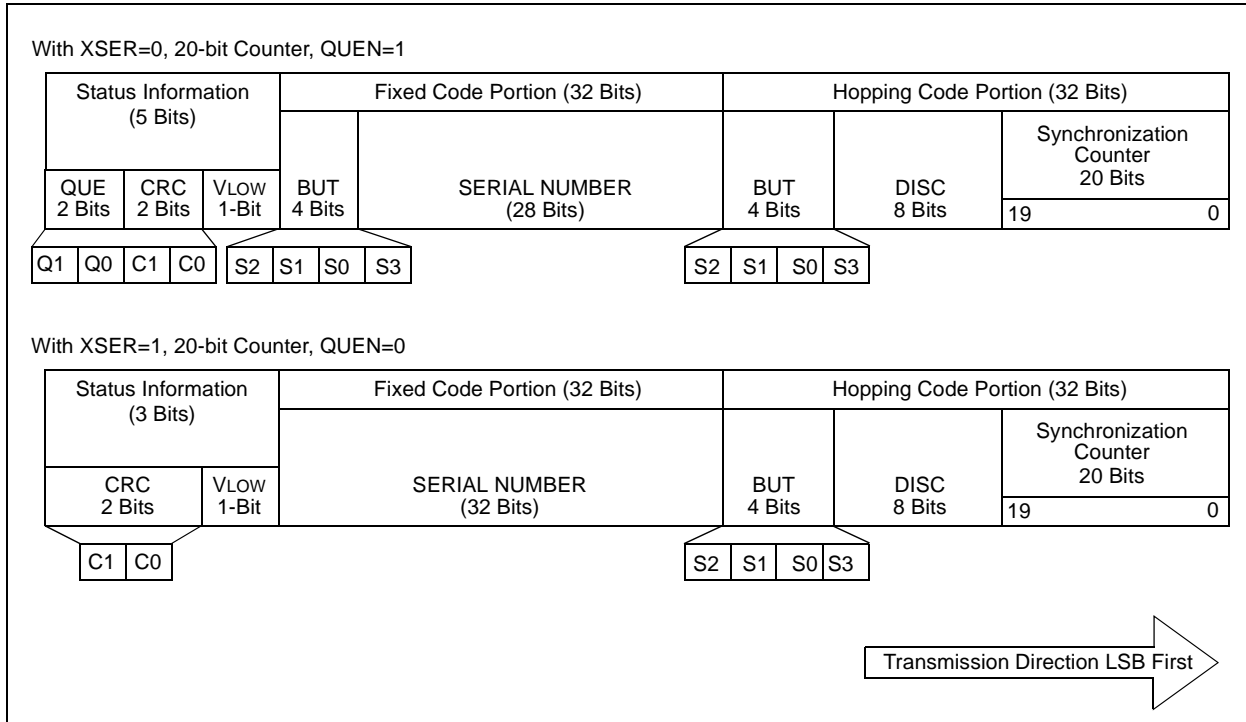 With XSER=0, 20-bit Counter, QUEN=1
Status Information
(5 Bits)
Fixed Code Portion (32 Bits)
Hopping Code Portion (32 Bits)
QUE
2 Bits
CRC
2 Bits
VLOW
1-Bit
BUT
4 Bits
SERIAL NUMBER
(28 Bits)
BUT
4 Bits
DISC
8 Bits
Synchronization
Counter
20 Bits
19 0
Q1 Q0 C1 C0
S2 S1 S0 S3
S2 S1 S0 S3
With XSER=1, 20-bit Counter, QUEN=0
Status Information
(3 Bits)
Fixed Code Portion (32 Bits)
Hopping Code Portion (32 Bits)
CRC
2 Bits
VLOW
1-Bit
SERIAL NUMBER
(32 Bits)
BUT
4 Bits
DISC
8 Bits
Synchronization
Counter
20 Bits
19 0
C1 C0
S2 S1 S0 S3
Transmission Direction LSB First